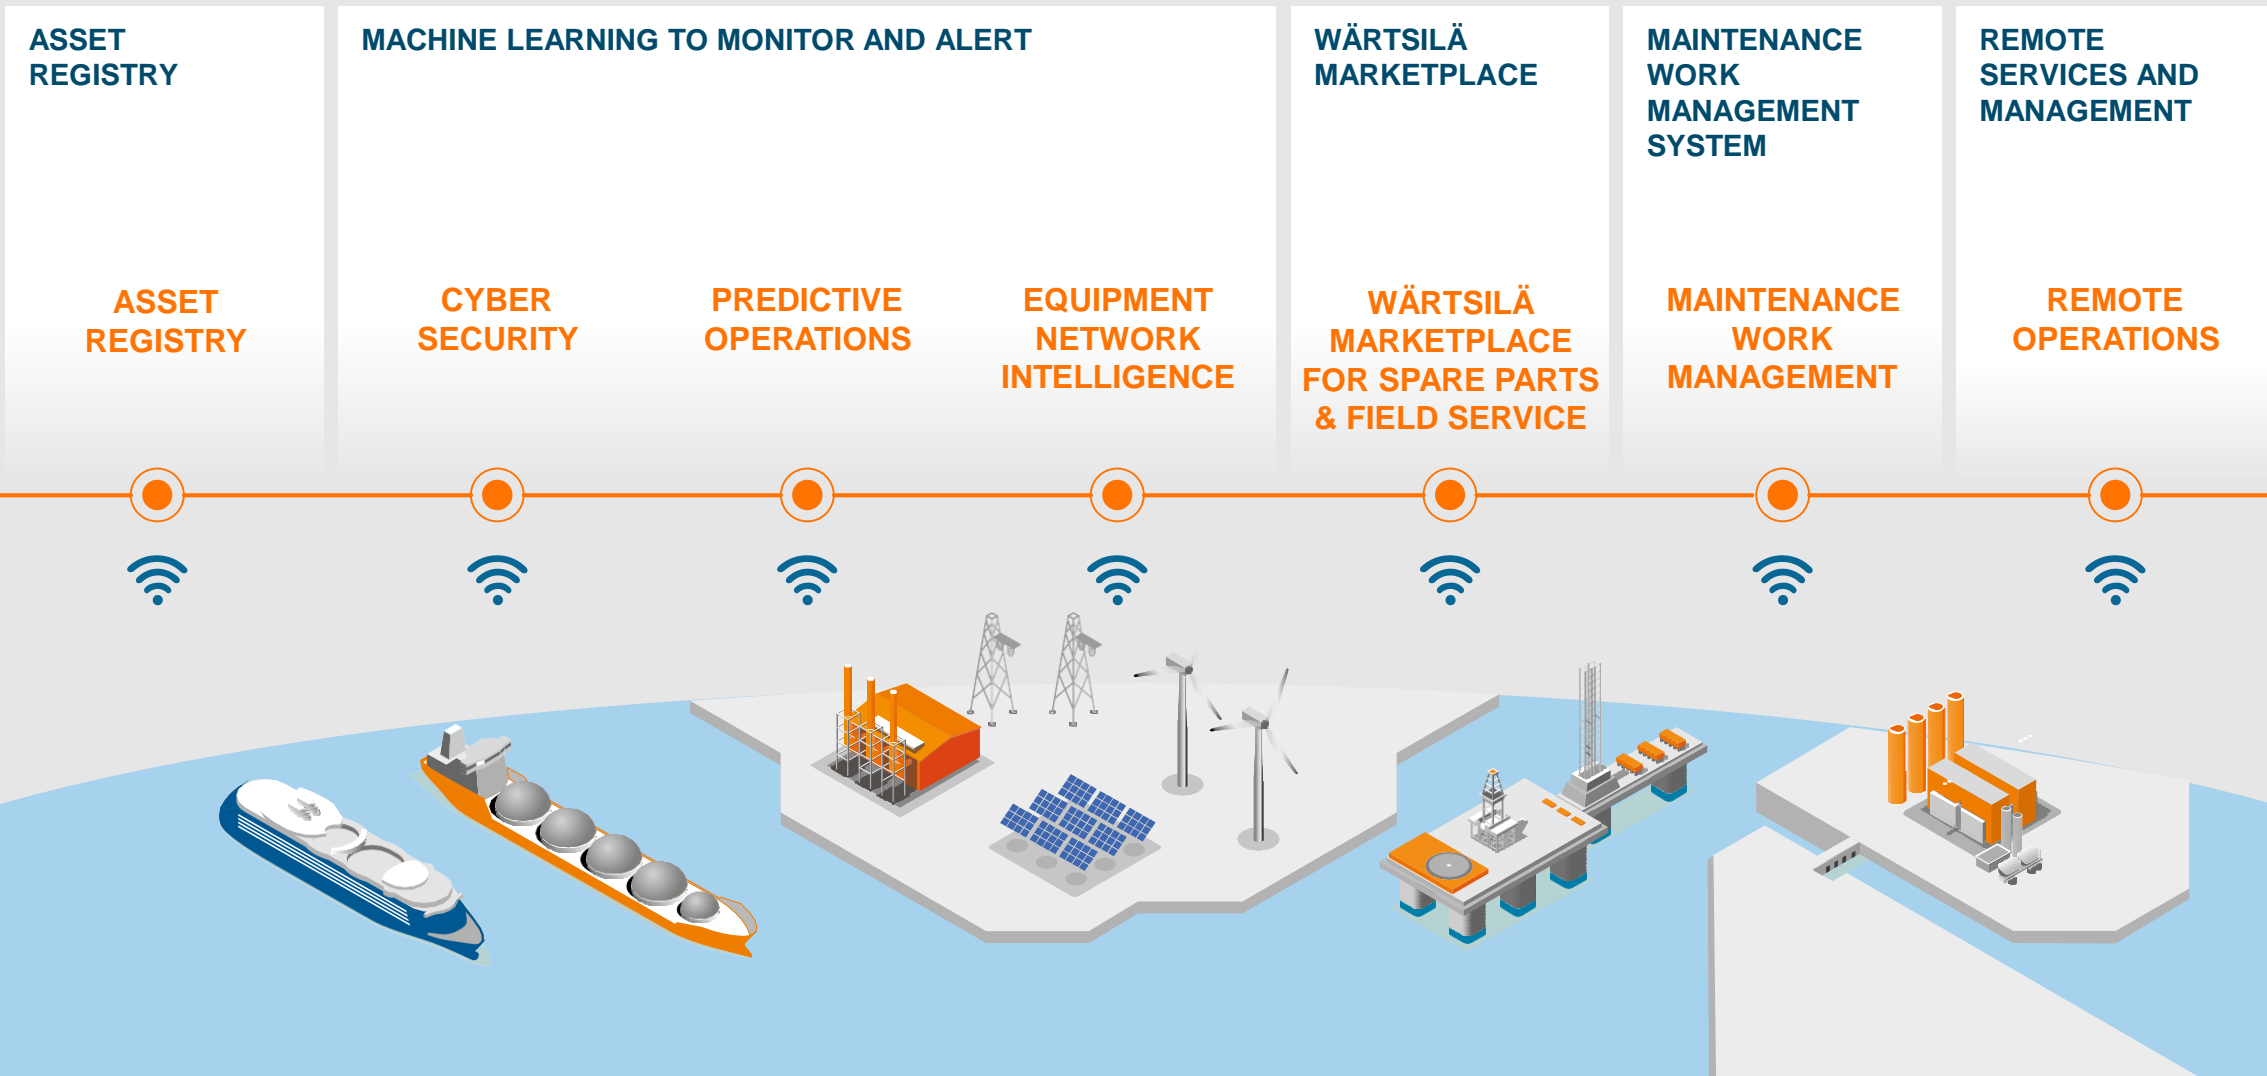 ASSET
REGISTRY
MACHINE LEARNING TO MONITOR AND ALERT
WÄRTSILÄ
MARKETPLACE
MAINTENANCE
WORK
MANAGEMENT
SYSTEM
REMOTE
SERVICES AND
MANAGEMENT
ASSET
REGISTRY
CYBER
SECURITY
PREDICTIVE
OPERATIONS
EQUIPMENT
NETWORK
INTELLIGENCE
WÄRTSILÄ
MARKETPLACE
FOR SPARE PARTS
& FIELD SERVICE
MAINTENANCE
WORK
MANAGEMENT
REMOTE
OPERATIONS